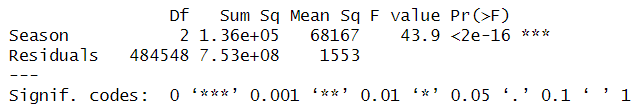 Df Sum Sq Mean Sq F value Pr(>F)
Season 2 1.36e+05 68167 43.9 <2e-16 ***
Residuals 484548 7.53e+08 1553
---
Signif. codes: 0 ‘***’ 0.001 ‘**’ 0.01 ‘*’ 0.05 ‘.’ 0.1 ‘ ’ 1